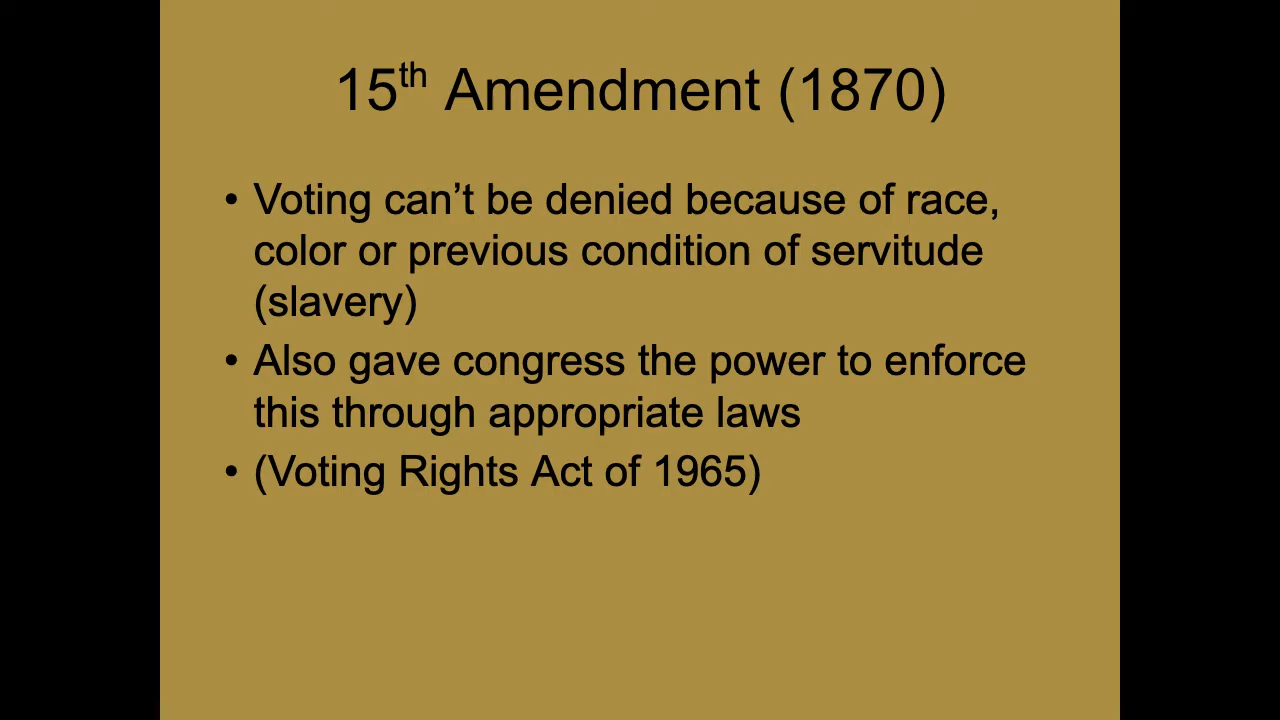 15th Amendment (1870)
• Voting can’t be denied because of race,
color or previous condition of servitude
(slavery)
• Also gave congress the power to enforce
this through appropriate laws
• (Voting Rights Act of 1965)